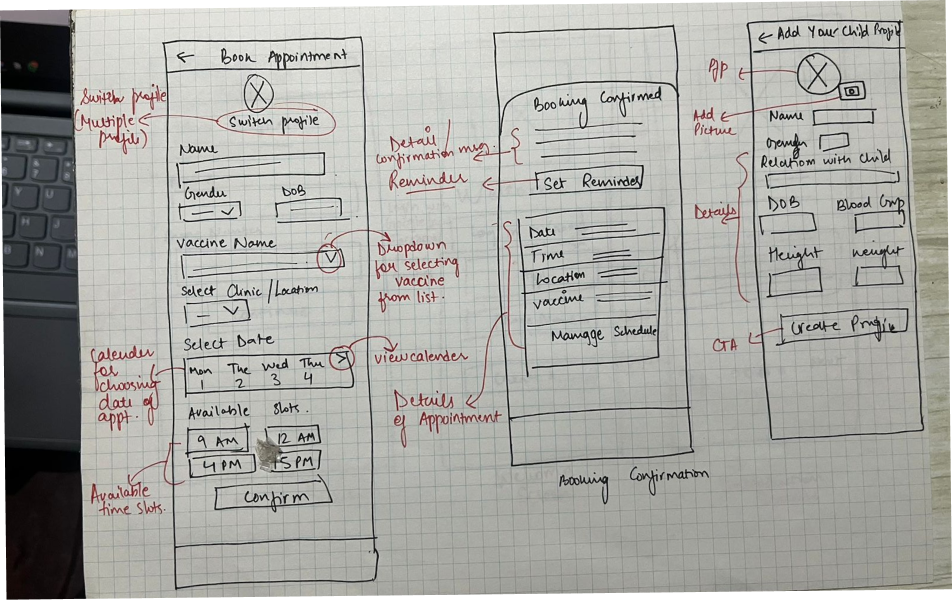 ← Book Appointment
Switch profile
Switch profile
(Multiple
profile)
Name
Gender
DOB
Vaccine Name
Dropdown
for selecting
vaccine
from list.
Select Clinic / Location
Select Date
Mon Tue Wed Thu >
1 2 3 4
View calender
Calender
for
choosing
date of
appt.
Available Slots.
9 AM 12 AM
4 PM 5 PM
Available
time slots.
Confirm
Booking Confirmed
Detail /
confirmation msg.
Reminder
Set Reminder
Date
Time
Location
vaccine
Manage Schedule
Details
of Appointment
Booking Confirmation
← Add Your Child Profile
Add
Picture
Name
Gender
Relation with Child
DOB Blood Grp
Details
Height Weight
Create Profile
CTA